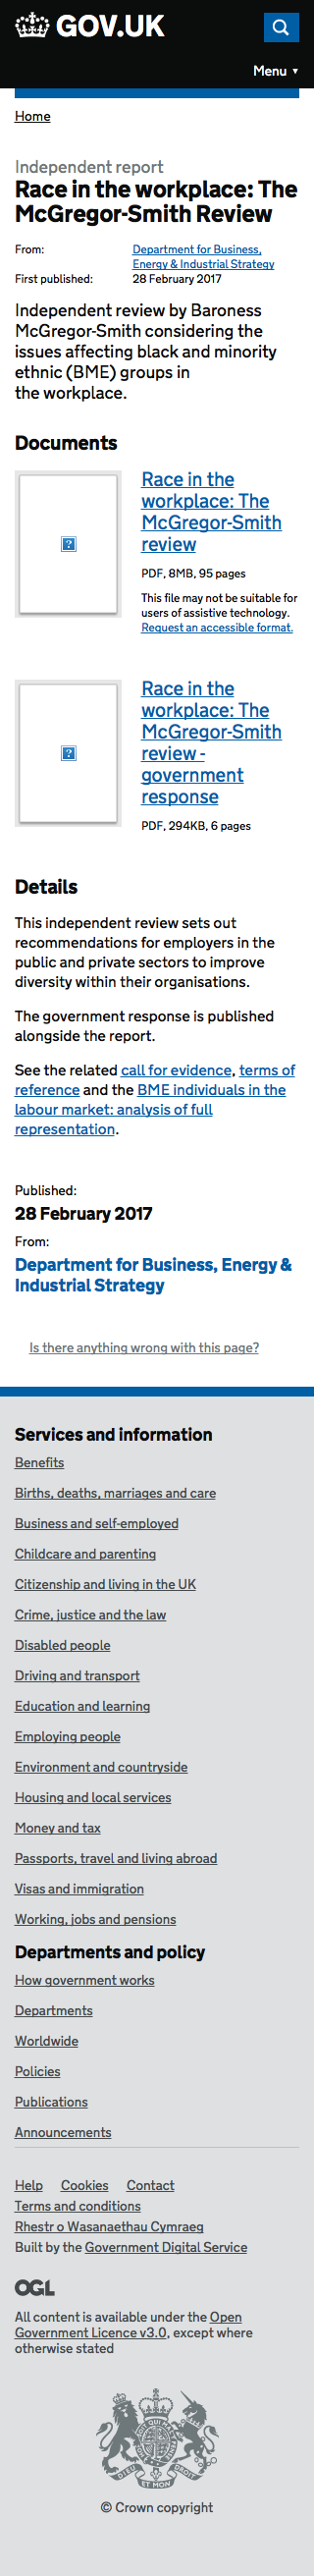 GOV.UK
Menu ▼
Home
Independent report
Race in the workplace: The
McGregor-Smith Review
From:
Department for Business,
Energy & Industrial Strategy
First published:
28 February 2017
Independent review by Baroness
McGregor-Smith considering the
issues affecting black and minority
ethnic (BME) groups in
the workplace.
Documents
Race in the
workplace: The
McGregor-Smith
review
PDF, 8MB, 95 pages
This file may not be suitable for
users of assistive technology.
Request an accessible format.
Race in the
workplace: The
McGregor-Smith
review -
government
response
PDF, 294KB, 6 pages
Details
This independent review sets out
recommendations for employers in the
public and private sectors to improve
diversity within their organisations.
The government response is published
alongside the report.
See the related call for evidence, terms of
reference and the BME individuals in the
labour market: analysis of full
representation.
Published:
28 February 2017
From:
Department for Business, Energy &
Industrial Strategy
Is there anything wrong with this page?
Services and information
Benefits
Births, deaths, marriages and care
Business and self-employed
Childcare and parenting
Citizenship and living in the UK
Crime, justice and the law
Disabled people
Driving and transport
Education and learning
Employing people
Environment and countryside
Housing and local services
Money and tax
Passports, travel and living abroad
Visas and immigration
Working, jobs and pensions
Departments and policy
How government works
Departments
Worldwide
Policies
Publications
Announcements
Help Cookies Contact
Terms and conditions
Rhestr o Wasanaethau Cymraeg
Built by the Government Digital Service
OGL
All content is available under the Open
Government Licence v3.0, except where
otherwise stated
DIEU ET MON DROIT
© Crown copyright